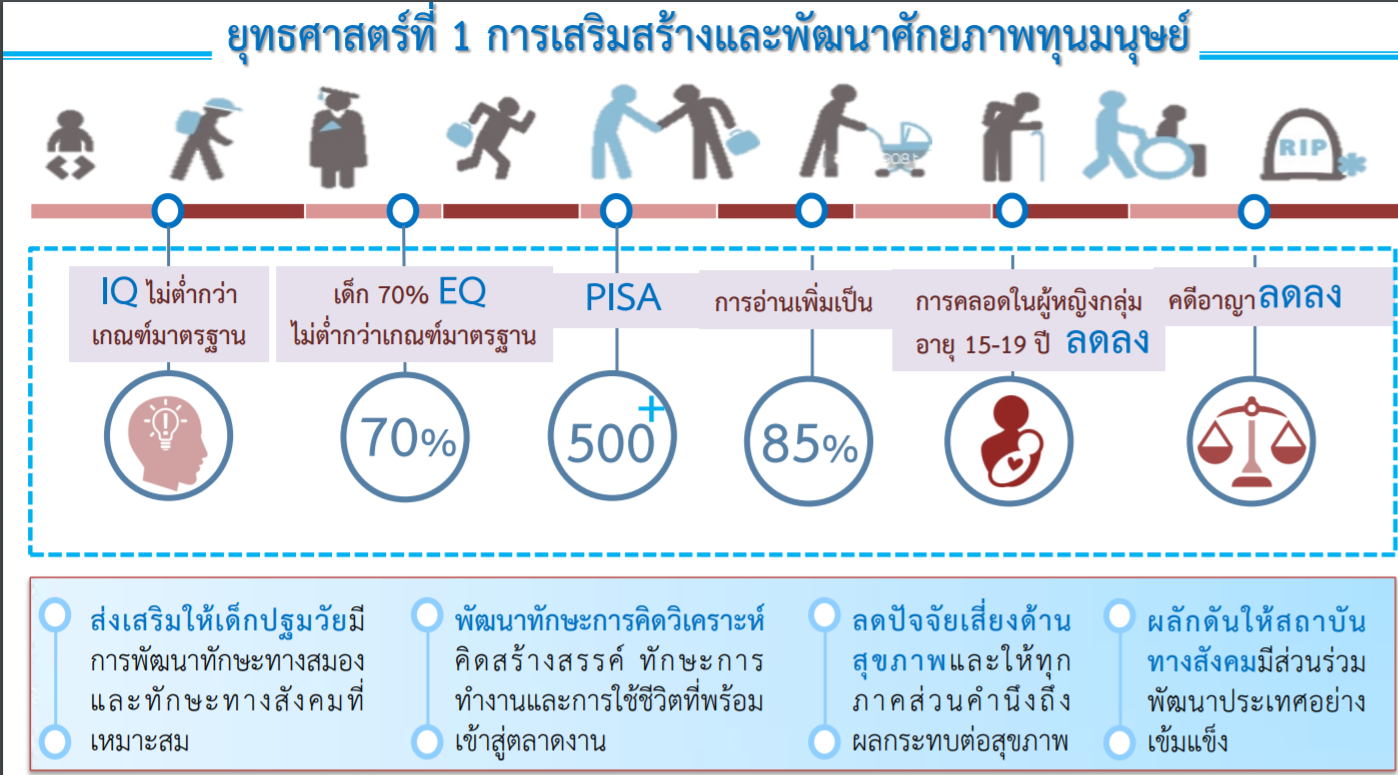 ยุทธศาสตร์ที่ 1 การเสริมสร้างและพัฒนาศักยภาพทุนมนุษย์
RIP
IQ ไม่ต่ำกว่า
เกณฑ์มาตรฐาน
เด็ก 70% EQ
ไม่ต่ำกว่าเกณฑ์มาตรฐาน
PISA
การอ่านเพิ่มเป็น
การคลอดในผู้หญิงกลุ่ม
อายุ 15-19 ปี ลดลง
คดีอาญาลดลง
70%
500+
85%
ส่งเสริมให้เด็กปฐมวัยมี
การพัฒนาทักษะทางสมอง
และทักษะทางสังคมที่
เหมาะสม
พัฒนาทักษะการคิดวิเคราะห์
คิดสร้างสรรค์ ทักษะการ
ทำงานและการใช้ชีวิตที่พร้อม
เข้าสู่ตลาดงาน
ลดปัจจัยเสี่ยงด้าน
สุขภาพและให้ทุก
ภาคส่วนคำนึงถึง
ผลกระทบต่อสุขภาพ
ผลักดันให้สถาบัน
ทางสังคมมีส่วนร่วม
พัฒนาประเทศอย่าง
เข้มแข็ง